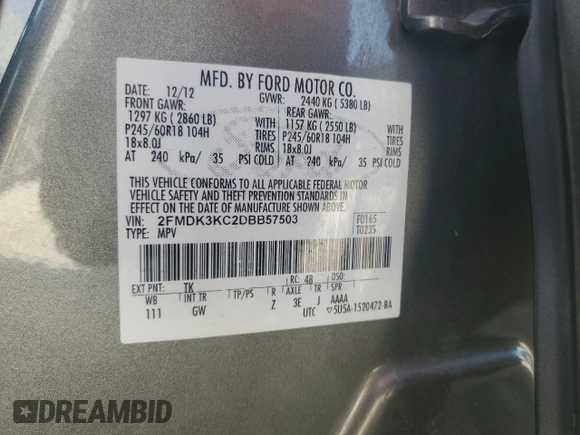 MFD. BY FORD MOTOR CO.
DATE: 12/12 GVWR: 2440 KG ( 5380 LB)
FRONT GAWR: REAR GAWR:
1297 KG ( 2860 LB) WITH 1157 KG ( 2550 LB) WITH
P245/60R18 104H TIRES P245/60R18 104H TIRES
18x8.0J RIMS 18x8.0J RIMS
AT 240 kPa/ 35 PSI COLD AT 240 kPa/ 35 PSI COLD
THIS VEHICLE CONFORMS TO ALL APPLICABLE FEDERAL MOTOR
VEHICLE SAFETY AND THEFT PREVENTION STANDARDS IN
EFFECT ON THE DATE OF MANUFACTURE SHOWN ABOVE.
VIN: 2FMDK3KC2DBB57503 F0165
TYPE: MPV T0235
EXT PNT: TK RC: 48 DSO:
WB INT TR TP/PS R AXLE TR SPR
111 GW Z 3E J AAAA
UTC ▽5U5A-1520472-BA
DREAMBID